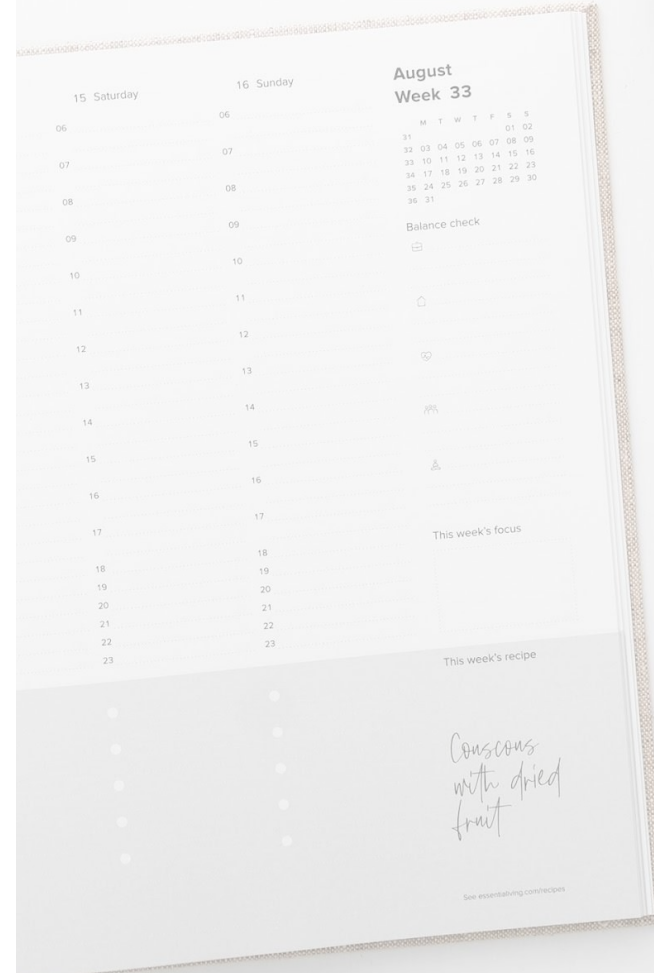 15 Saturday
06
07
08
09
10
11
12
13
14
15
16
17
18
19
20
21
22
23
16 Sunday
06
07
08
09
10
11
12
13
14
15
16
17
18
19
20
21
22
23
August
Week 33
M T W T F S S
31 01 02
32 03 04 05 06 07 08 09
33 10 11 12 13 14 15 16
34 17 18 19 20 21 22 23
35 24 25 26 27 28 29 30
36 31
Balance check
This week's focus
This week's recipe
Couscous
with dried
fruit
See essentialiving.com/recipes